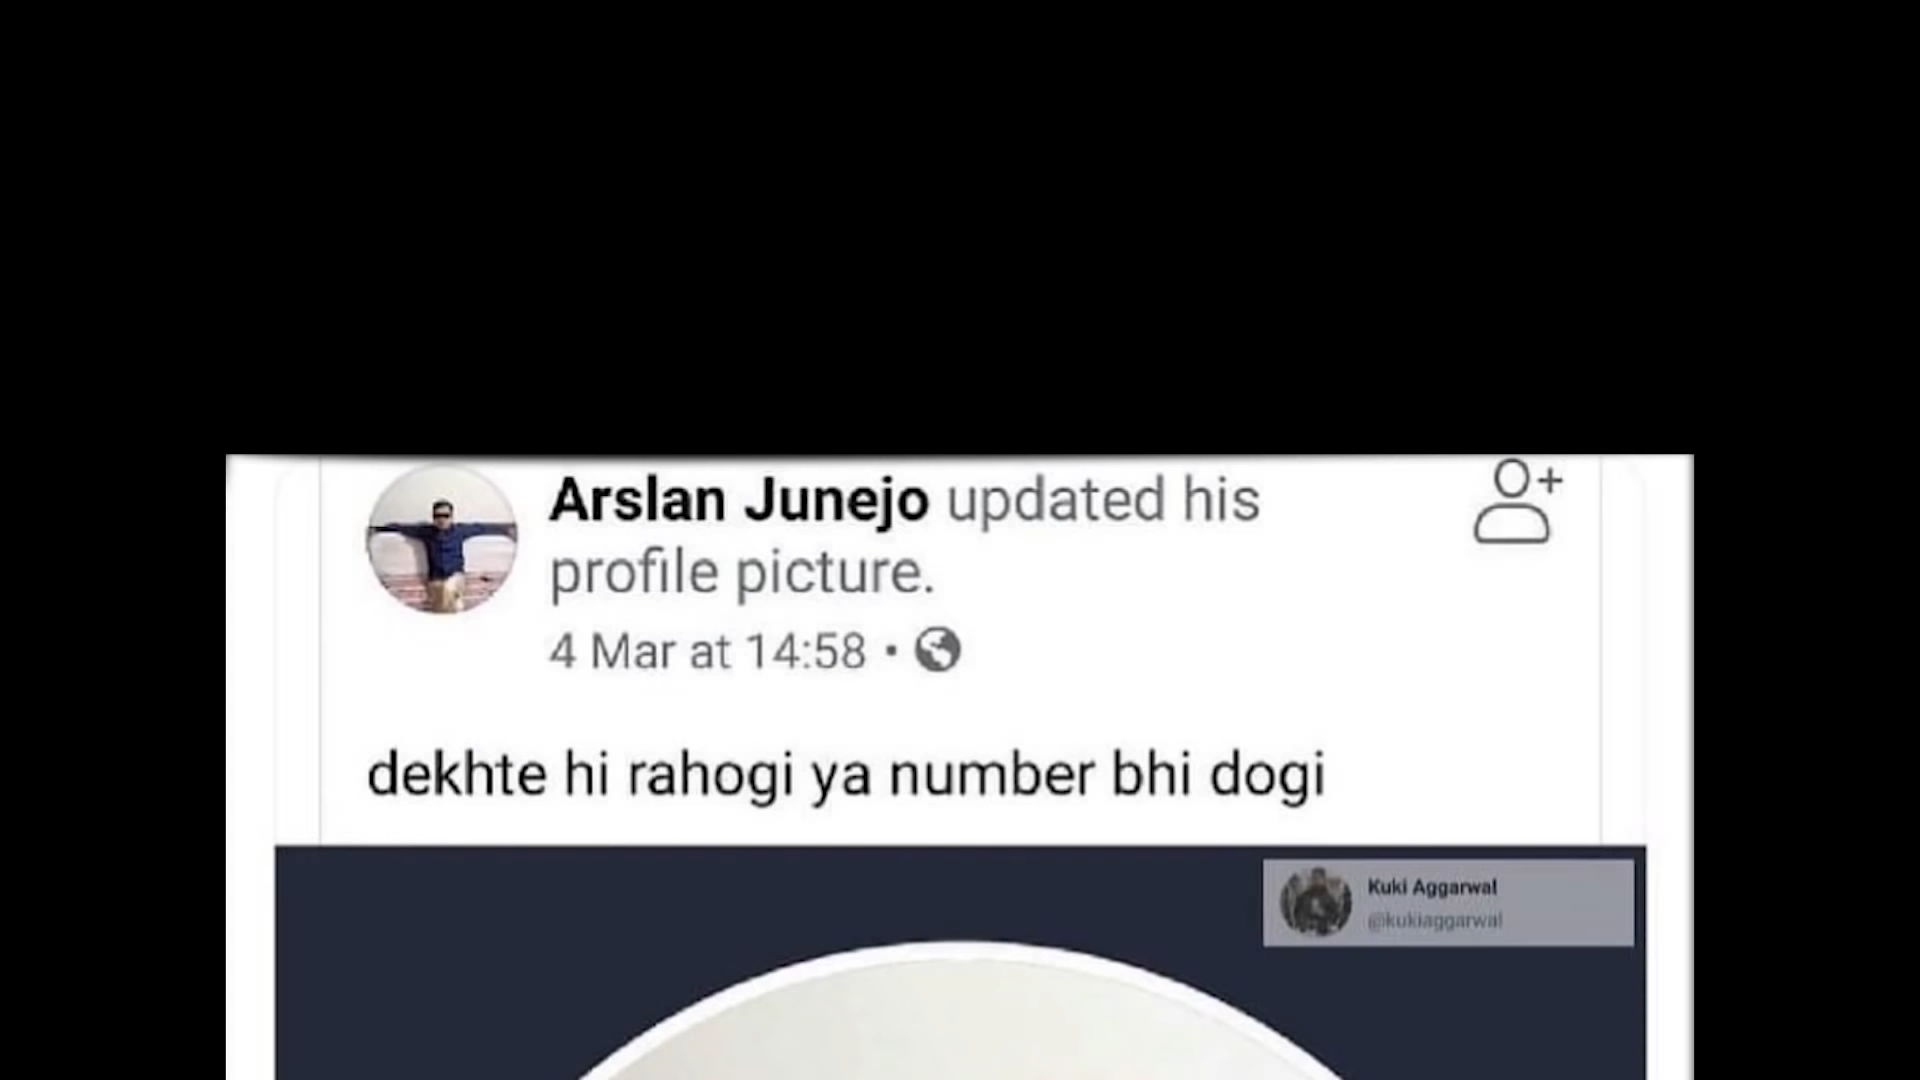 Arslan Junejo updated his
profile picture.
4 Mar at 14:58 •
dekhte hi rahogi ya number bhi dogi
Kuki Aggarwal
@kukiaggarwal